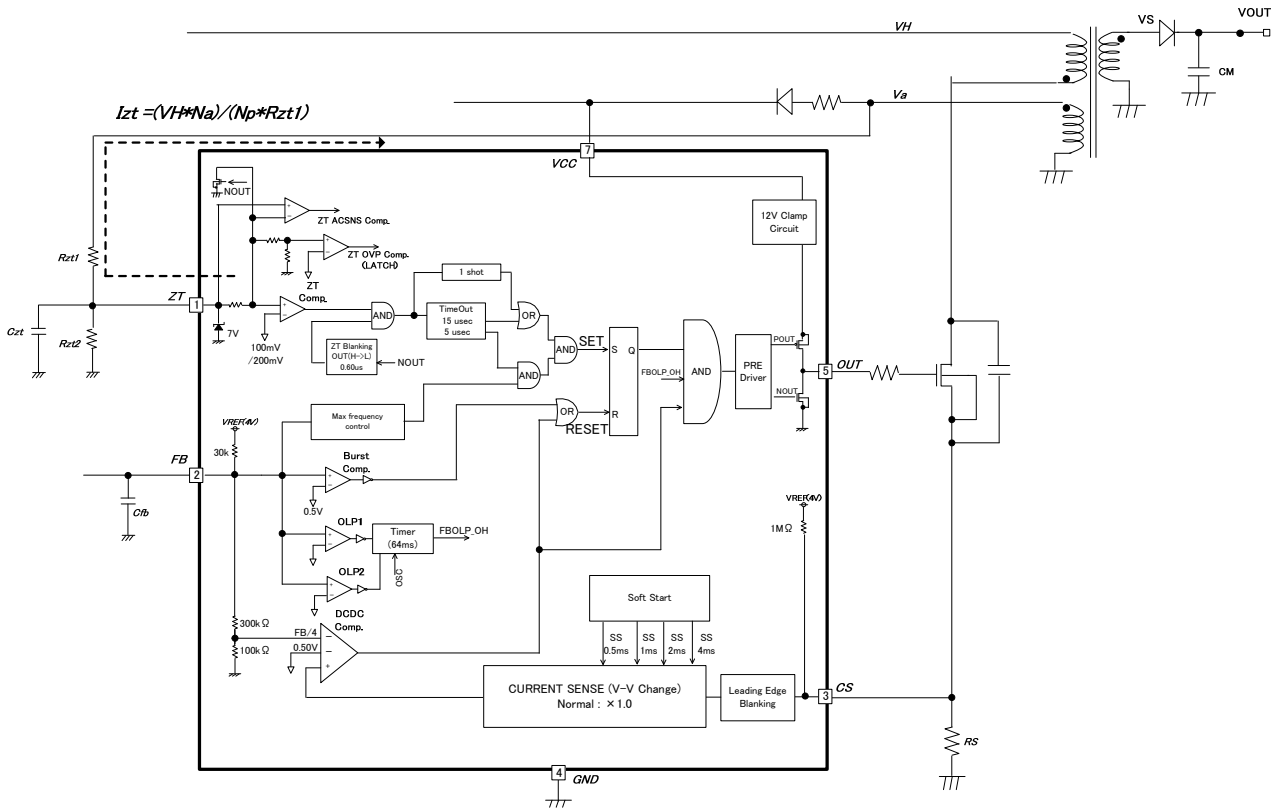 VH
VS
VOUT
CM
Izt =(VH*Na)/(Np*Rzt1)
Va
7
VCC
NOUT
ZT ACSNS Comp.
12V Clamp
Circuit
ZT OVP Comp.
(LATCH)
Rzt1
ZT
Comp.
1 shot
ZT
1
7V
100mV
/200mV
AND
TimeOut
15 usec
5 usec
OR
Czt
Rzt2
ZT Blanking
OUT(H->L)
0.60us
NOUT
AND
SET
S
Q
AND
FBOLP_OH
AND
PRE
Driver
POUT
NOUT
5
OUT
Max frequency
control
OR
R
RESET
VREF(4V)
30k
FB
2
Cfb
Burst
Comp.
0.5V
OLP1
Timer
(64ms)
FBOLP_OH
OSC
OLP2
VREF(4V)
1MΩ
DCDC
Comp.
300kΩ
FB/4
0.50V
100kΩ
Soft Start
SS
0.5ms
SS
1ms
SS
2ms
SS
4ms
CURRENT SENSE (V-V Change)
Normal : ×1.0
Leading Edge
Blanking
3
CS
RS
4
GND